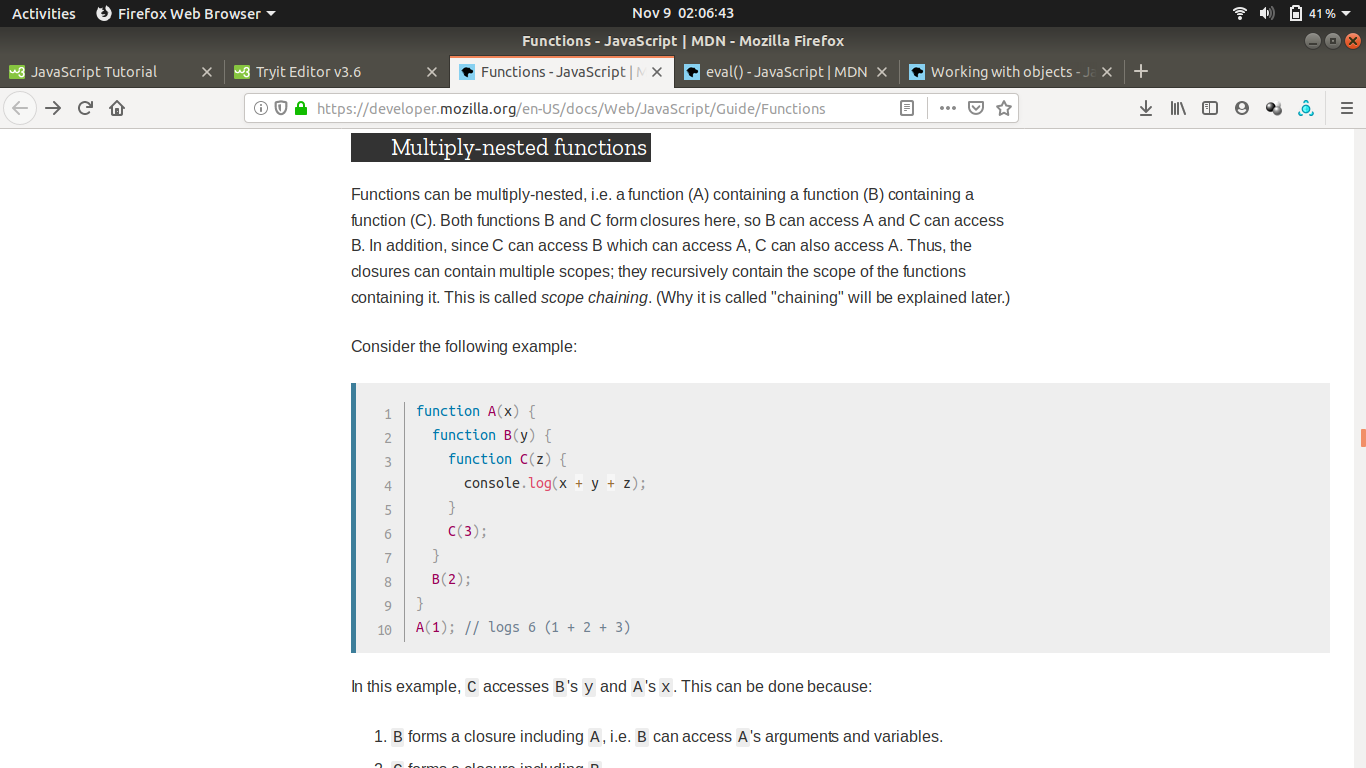 Activities Firefox Web Browser Nov 9 02:06:43 41%
Functions - JavaScript | MDN - Mozilla Firefox
JavaScript Tutorial Tryit Editor v3.6 Functions - JavaScript | M eval() - JavaScript | MDN Working with objects - Ja
https://developer.mozilla.org/en-US/docs/Web/JavaScript/Guide/Functions
Multiply-nested functions
Functions can be multiply-nested, i.e. a function (A) containing a function (B) containing a
function (C). Both functions B and C form closures here, so B can access A and C can access
B. In addition, since C can access B which can access A, C can also access A. Thus, the
closures can contain multiple scopes; they recursively contain the scope of the functions
containing it. This is called scope chaining. (Why it is called "chaining" will be explained later.)
Consider the following example:
1 function A(x) {
2 function B(y) {
3 function C(z) {
4 console.log(x + y + z);
5 }
6 C(3);
7 }
8 B(2);
9 }
10 A(1); // logs 6 (1 + 2 + 3)
In this example, C accesses B's y and A's x. This can be done because:
1. B forms a closure including A, i.e. B can access A's arguments and variables.
2. C forms a closure including B.